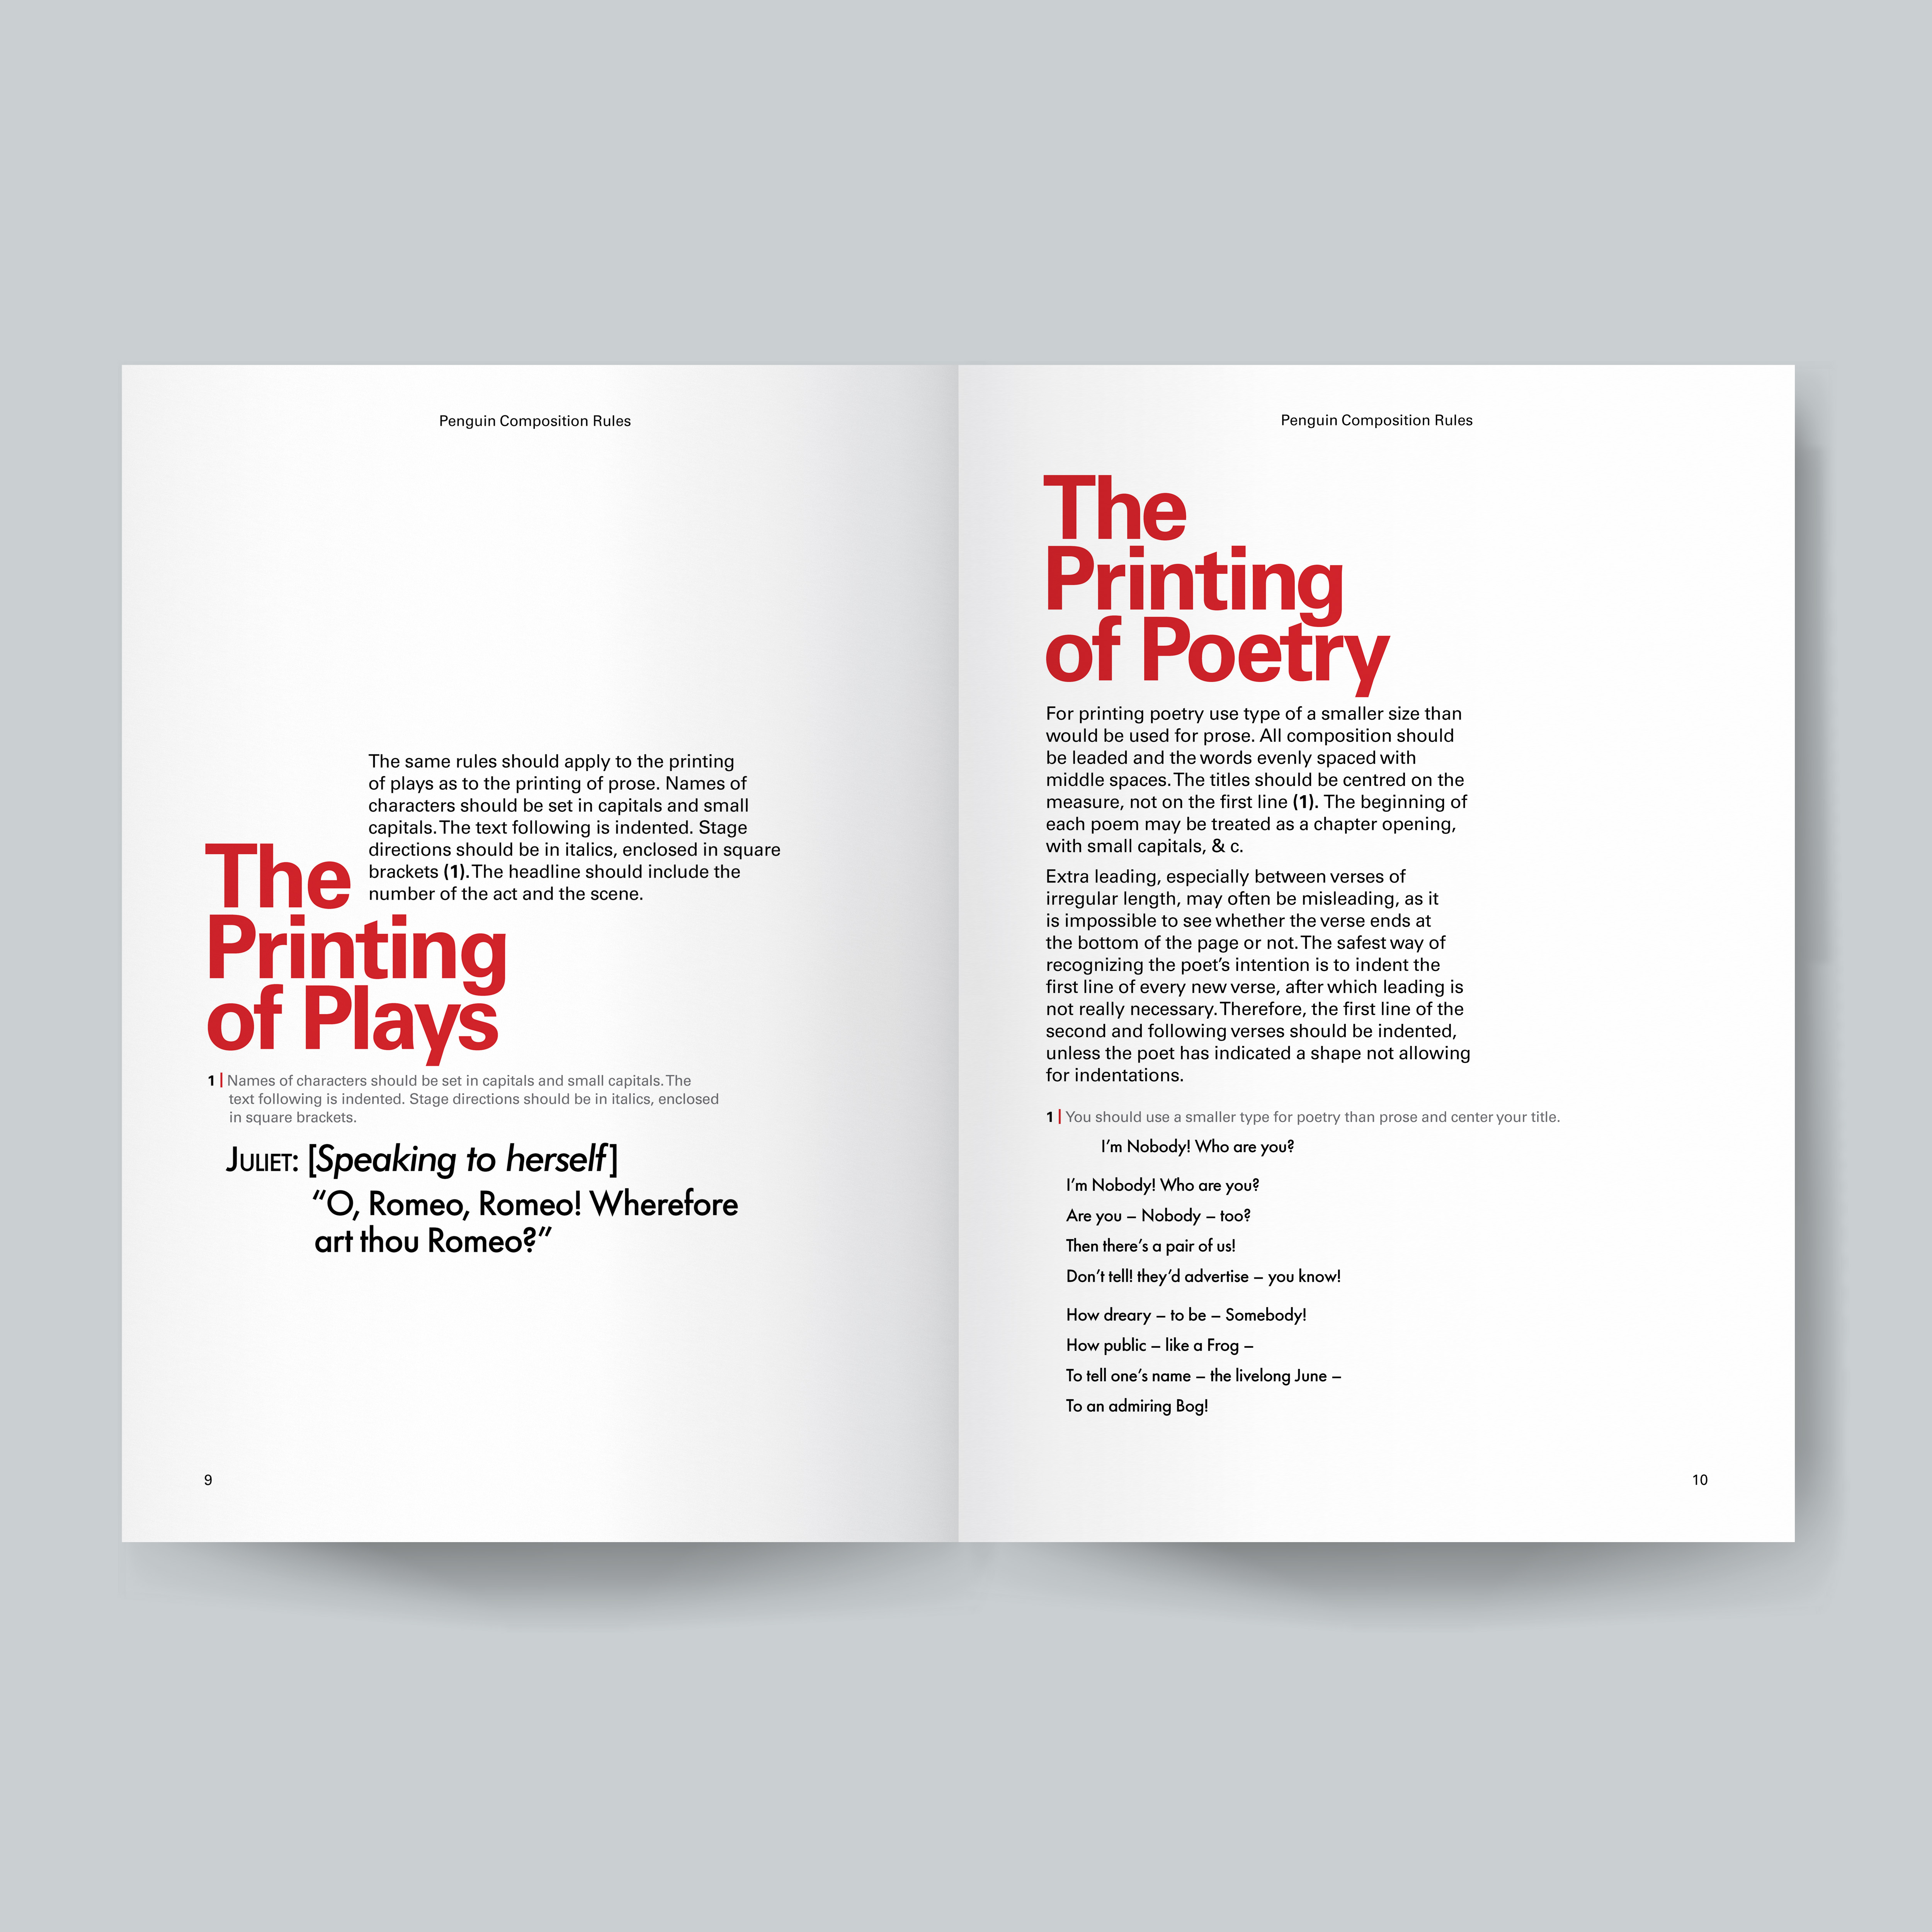 Penguin Composition Rules
The same rules should apply to the printing
of plays as to the printing of prose. Names of
characters should be set in capitals and small
capitals. The text following is indented. Stage
directions should be in italics, enclosed in square
brackets (1). The headline should include the
number of the act and the scene.
The
Printing
of Plays
1 | Names of characters should be set in capitals and small capitals. The
text following is indented. Stage directions should be in italics, enclosed
in square brackets.
JULIET: [Speaking to herself]
“O, Romeo, Romeo! Wherefore
art thou Romeo?”
9
Penguin Composition Rules
The
Printing
of Poetry
For printing poetry use type of a smaller size than
would be used for prose. All composition should
be leaded and the words evenly spaced with
middle spaces. The titles should be centred on the
measure, not on the first line (1). The beginning of
each poem may be treated as a chapter opening,
with small capitals, & c.
Extra leading, especially between verses of
irregular length, may often be misleading, as it
is impossible to see whether the verse ends at
the bottom of the page or not. The safest way of
recognizing the poet’s intention is to indent the
first line of every new verse, after which leading is
not really necessary. Therefore, the first line of the
second and following verses should be indented,
unless the poet has indicated a shape not allowing
for indentations.
1 | You should use a smaller type for poetry than prose and center your title.
I’m Nobody! Who are you?
I’m Nobody! Who are you?
Are you – Nobody – too?
Then there’s a pair of us!
Don’t tell! they’d advertise – you know!
How dreary – to be – Somebody!
How public – like a Frog –
To tell one’s name – the livelong June –
To an admiring Bog!
10